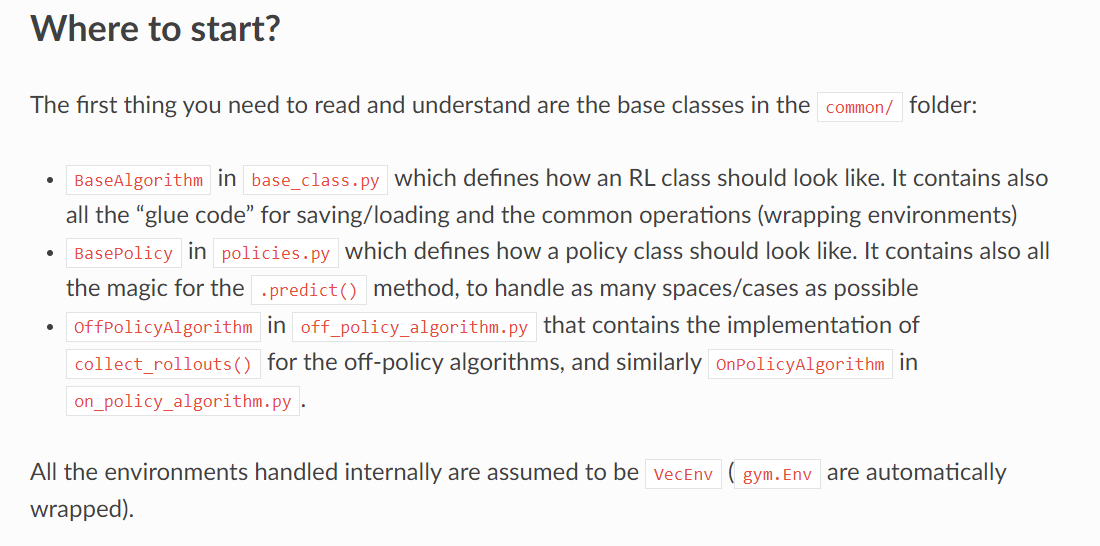 Where to start?
The first thing you need to read and understand are the base classes in the common/ folder:
• BaseAlgorithm in base_class.py which defines how an RL class should look like. It contains also
all the “glue code” for saving/loading and the common operations (wrapping environments)
• BasePolicy in policies.py which defines how a policy class should look like. It contains also all
the magic for the .predict() method, to handle as many spaces/cases as possible
• OffPolicyAlgorithm in off_policy_algorithm.py that contains the implementation of
collect_rollouts() for the off-policy algorithms, and similarly OnPolicyAlgorithm in
on_policy_algorithm.py .
All the environments handled internally are assumed to be VecEnv ( gym.Env are automatically
wrapped).